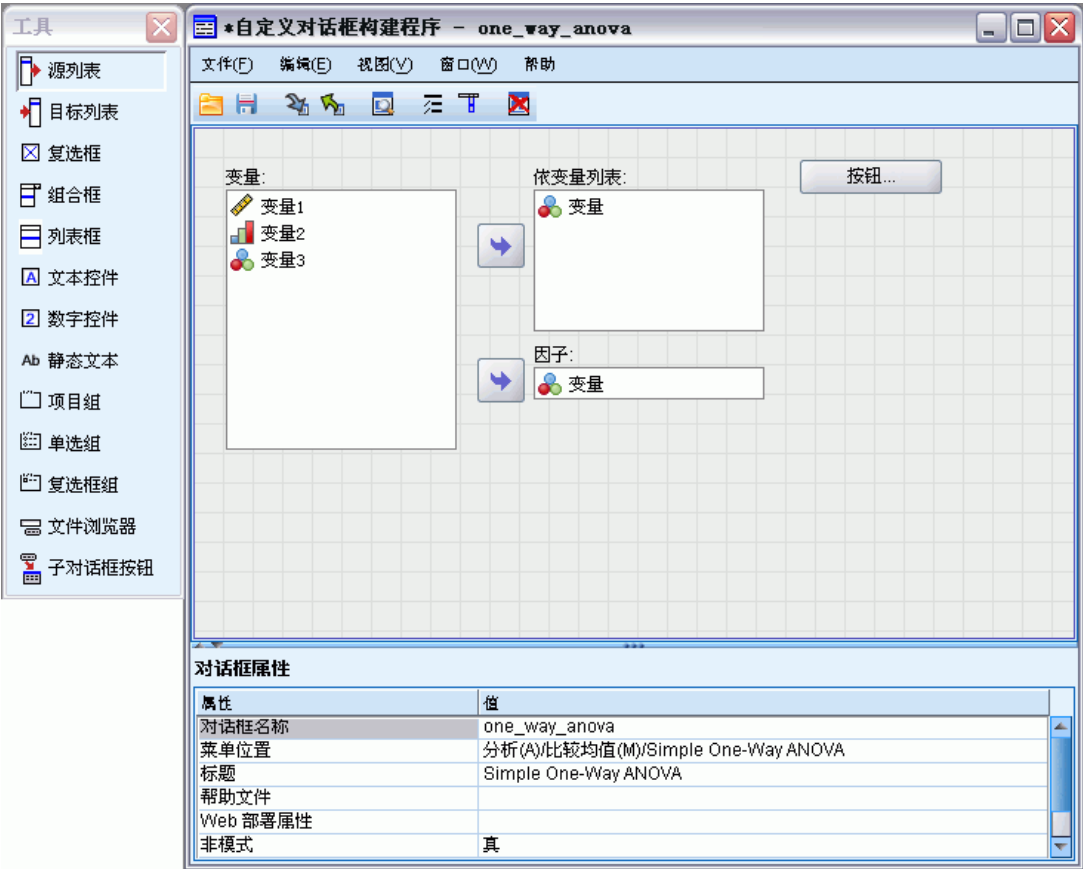 工具
源列表
目标列表
复选框
组合框
列表框
文本控件
数字控件
Ab 静态文本
项目组
单选组
复选框组
文件浏览器
子对话框按钮
*自定义对话框构建程序 - one_way_anova
文件(F) 编辑(E) 视图(V) 窗口(W) 帮助
变量:
变量1
变量2
变量3
依变量列表:
变量
因子:
变量
按钮...
对话框属性
属性 值
对话框名称 one_way_anova
菜单位置 分析(A)/比较均值(M)/Simple One-Way ANOVA
标题 Simple One-Way ANOVA
帮助文件
Web 部署属性
非模式 真